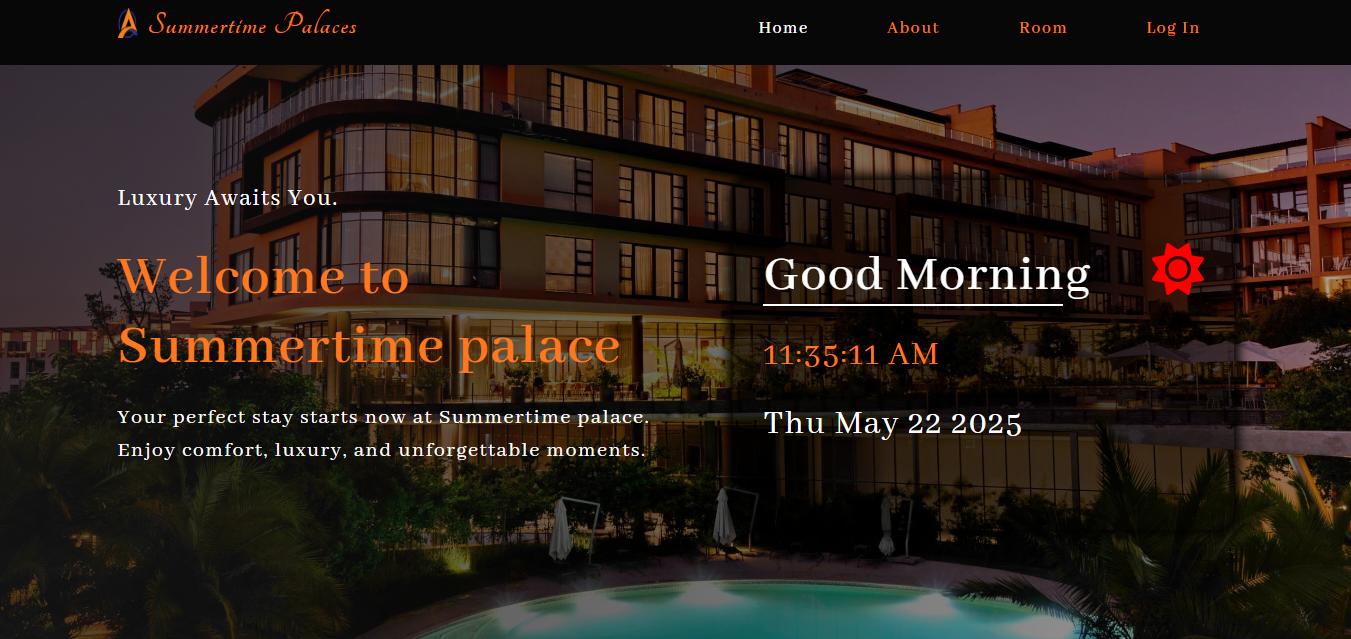 Summertime Palaces
Home
About
Room
Log In
Luxury Awaits You.
Welcome to
Summertime palace
Your perfect stay starts now at Summertime palace.
Enjoy comfort, luxury, and unforgettable moments.
Good Morning
11:35:11 AM
Thu May 22 2025